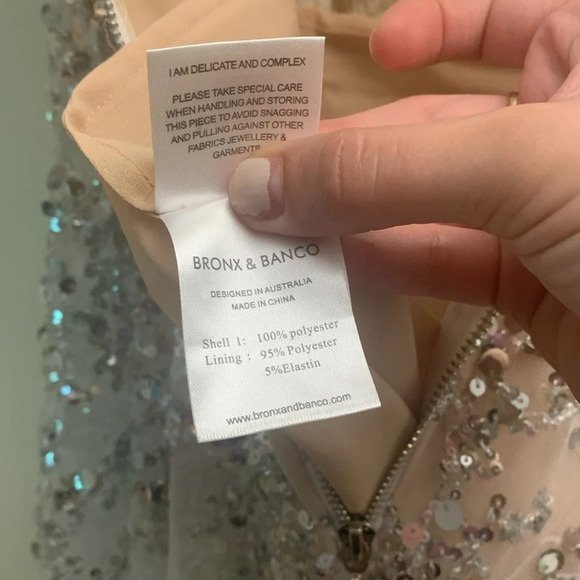 I AM DELICATE AND COMPLEX
PLEASE TAKE SPECIAL CARE
WHEN HANDLING AND STORING
THIS PIECE TO AVOID SNAGGING
AND PULLING AGAINST OTHER
FABRICS JEWELLERY &
GARMENTS
BRONX & BANCO
DESIGNED IN AUSTRALIA
MADE IN CHINA
Shell 1: 100% polyester
Lining : 95% Polyester
5%Elastin
www.bronxandbanco.com